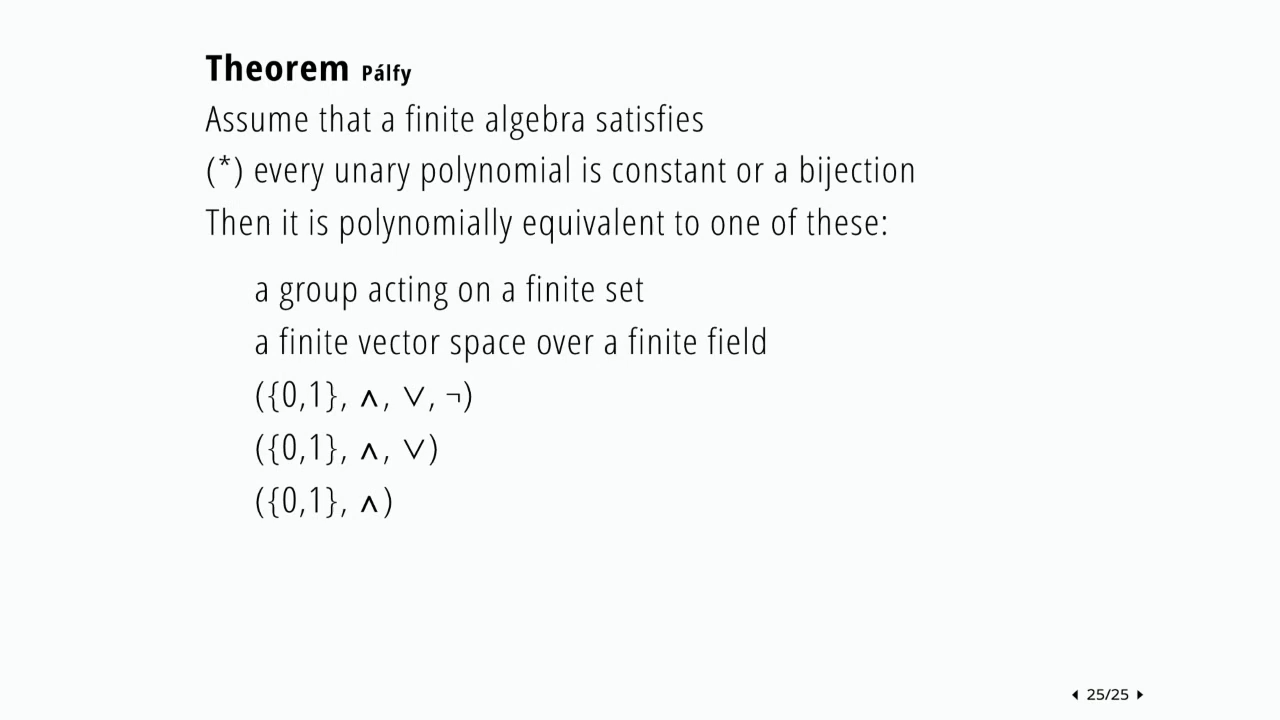 Theorem Pálfy
Assume that a finite algebra satisfies
(*) every unary polynomial is constant or a bijection
Then it is polynomially equivalent to one of these:
a group acting on a finite set
a finite vector space over a finite field
({0,1}, ∧, ∨, ¬)
({0,1}, ∧, ∨)
({0,1}, ∧)
25/25